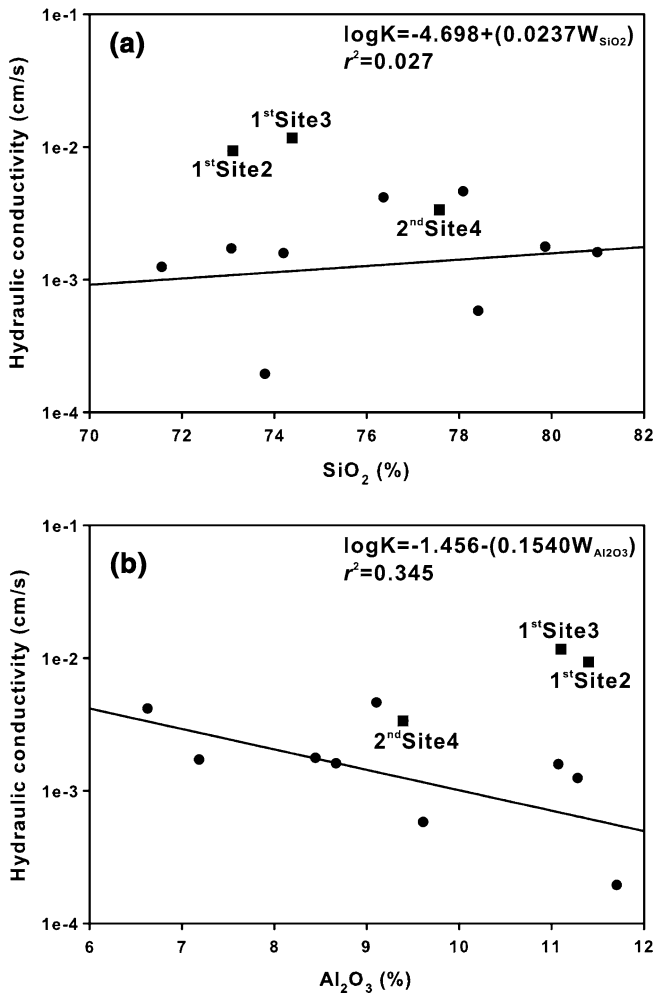 1e-1
(a)
logK=-4.698+(0.0237W_SiO2)
r²=0.027
1ˢᵗSite3
1e-2
1ˢᵗSite2
2ⁿᵈSite4
1e-3
1e-4
Hydraulic conductivity (cm/s)
70 72 74 76 78 80 82
SiO₂ (%)
1e-1
(b)
logK=-1.456-(0.1540W_Al2O3)
r²=0.345
1ˢᵗSite3
1e-2
1ˢᵗSite2
2ⁿᵈSite4
1e-3
1e-4
Hydraulic conductivity (cm/s)
6 7 8 9 10 11 12
Al₂O₃ (%)